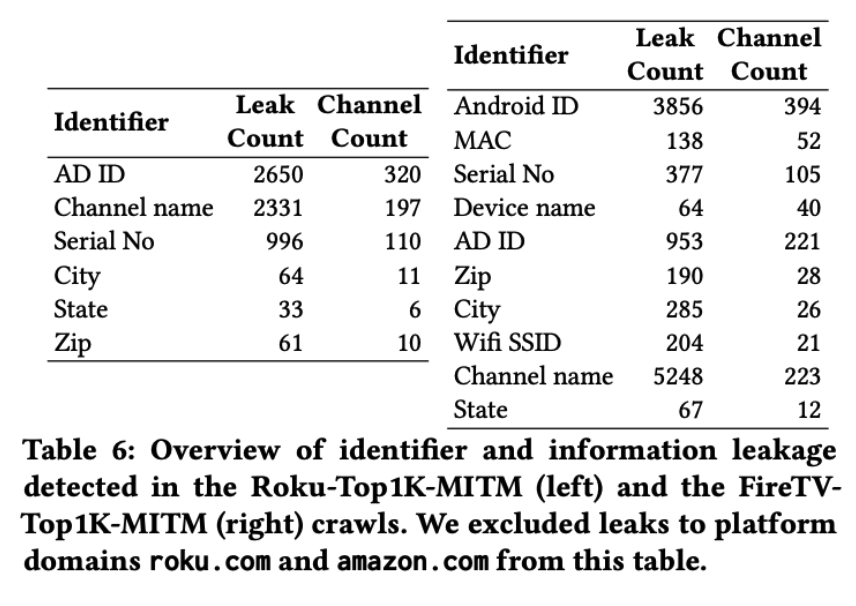 Identifier Leak Count Channel Count
AD ID 2650 320
Channel name 2331 197
Serial No 996 110
City 64 11
State 33 6
Zip 61 10
Identifier Leak Count Channel Count
Android ID 3856 394
MAC 138 52
Serial No 377 105
Device name 64 40
AD ID 953 221
Zip 190 28
City 285 26
Wifi SSID 204 21
Channel name 5248 223
State 67 12
Table 6: Overview of identifier and information leakage
detected in the Roku-Top1K-MITM (left) and the FireTV-
Top1K-MITM (right) crawls. We excluded leaks to platform
domains roku.com and amazon.com from this table.